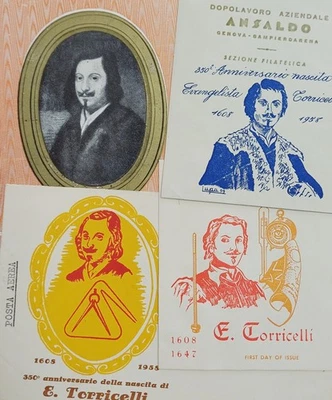 DOPOLAVORO AZIENDALE
ANSALDO
GENOVA - SAMPIERDARENA
SEZIONE FILATELICA
350° Anniversario nascita
Evangelista Torricelli
1608 1958
POSTA AEREA
1608 1958
350° anniversario della nascita di
E. Torricelli
1608
1647
E. Torricelli
FIRST DAY OF ISSUE